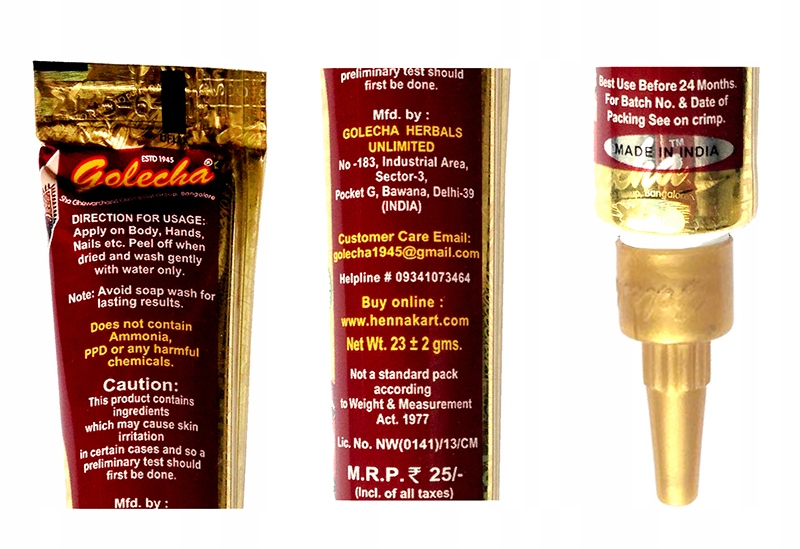 ESTD 1945
Golecha®
DIRECTION FOR USAGE:
Apply on Body, Hands,
Nails etc. Peel off when
dried and wash gently
with water only.
Note: Avoid soap wash for
lasting results.
Does not contain
Ammonia,
PPD or any harmful
chemicals.
Caution:
This product contains
ingredients
which may cause skin
irritation
in certain cases and so a
preliminary test should
first be done.
Mfd. by :
preliminary test should
first be done.
Mfd. by :
GOLECHA HERBALS
UNLIMITED
No -183, Industrial Area,
Sector-3,
Pocket G, Bawana, Delhi-39
(INDIA)
Customer Care Email:
golecha1945@gmail.com
Helpline # 09341073464
Buy online :
www.hennakart.com
Net Wt. 23 ± 2 gms.
Not a standard pack
according
to Weight & Measurement
Act. 1977
Lic. No. NW(0141)/13/CM
M.R.P. ₹ 25/-
(Incl. of all taxes)
Best Use Before 24 Months.
For Batch No. & Date of
Packing See on crimp.
MADE IN INDIA
Bangalore